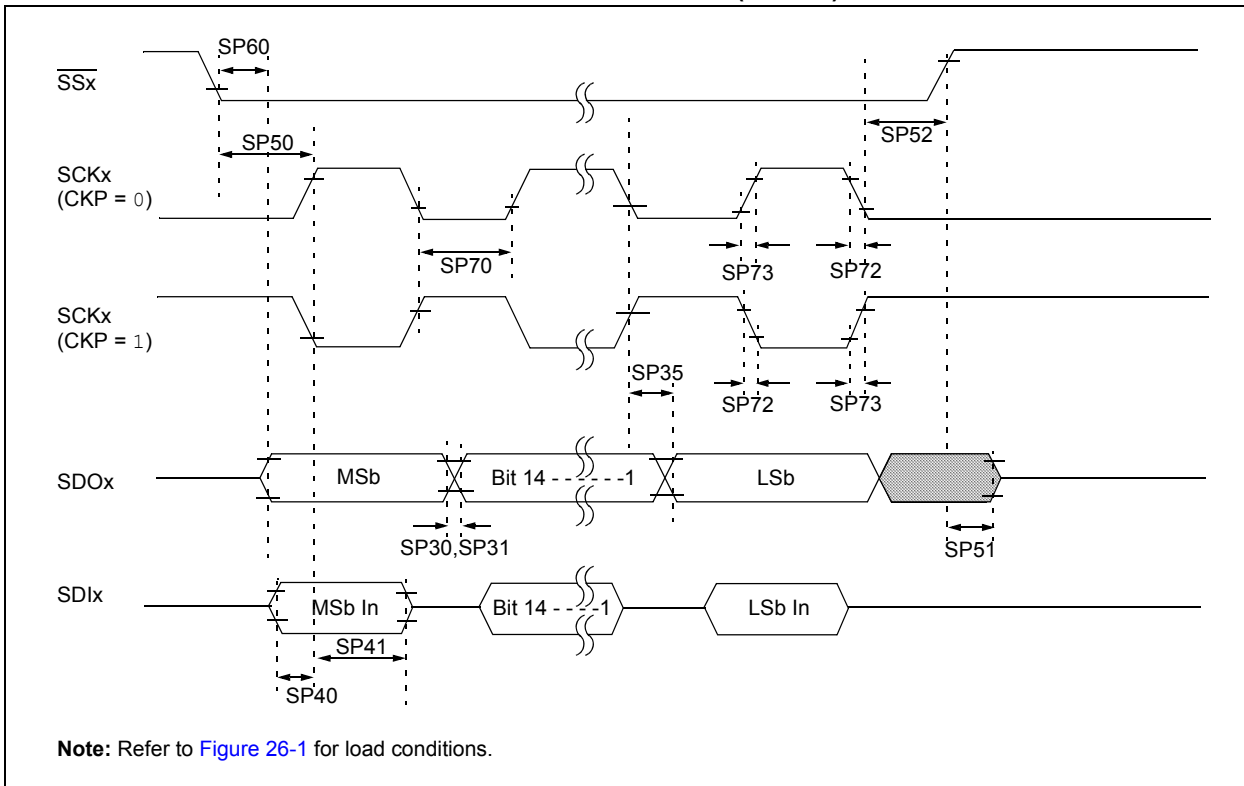 SP60
SSx
SP50
SP52
SCKx
(CKP = 0)
SP70
SP73
SP72
SCKx
(CKP = 1)
SP35
SP72
SP73
SDOx
MSb
Bit 14 - - - - - -1
LSb
SP30,SP31
SP51
SDIx
MSb In
Bit 14 - - - -1
LSb In
SP41
SP40
Note: Refer to Figure 26-1 for load conditions.